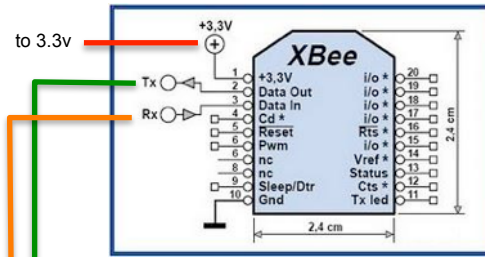 +3,3V
to 3.3v
XBee
1 +3,3V i/o * 20
Tx 2 Data Out i/o * 19
3 Data In i/o * 18
Rx 4 Cd * i/o * 17
5 Reset Rts * 16
6 Pwm i/o * 15
6 nc Vref * 14
8 nc Status 13
9 Sleep/Dtr Cts * 12
10 Gnd Tx led 11
2,4 cm
2,4 cm